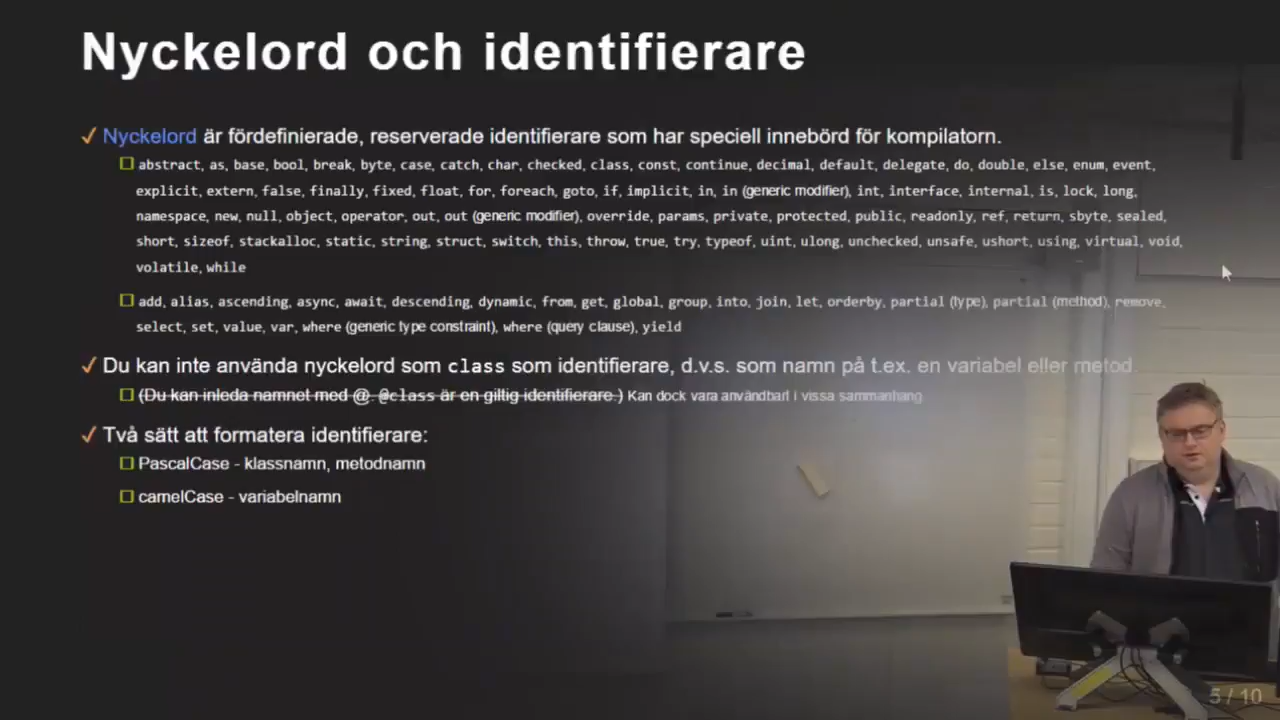 Nyckelord och identifierare
Nyckelord är fördefinierade, reserverade identifierare som har speciell innebörd för kompilatorn.
abstract, as, base, bool, break, byte, case, catch, char, checked, class, const, continue, decimal, default, delegate, do, double, else, enum, event,
explicit, extern, false, finally, fixed, float, for, foreach, goto, if, implicit, in, in (generic modifier), int, interface, internal, is, lock, long,
namespace, new, null, object, operator, out, out (generic modifier), override, params, private, protected, public, readonly, ref, return, sbyte, sealed,
short, sizeof, stackalloc, static, string, struct, switch, this, throw, true, try, typeof, uint, ulong, unchecked, unsafe, ushort, using, virtual, void,
volatile, while
add, alias, ascending, async, await, descending, dynamic, from, get, global, group, into, join, let, orderby, partial (type), partial (method), remove,
select, set, value, var, where (generic type constraint), where (query clause), yield
Du kan inte använda nyckelord som class som identifierare, d.v.s. som namn på t.ex. en variabel eller metod.
(Du kan inleda namnet med @. @class är en giltig identifierare.) Kan dock vara användbart i vissa sammanhang.
Två sätt att formatera identifierare:
PascalCase - klassnamn, metodnamn
camelCase - variabelnamn
5 / 10